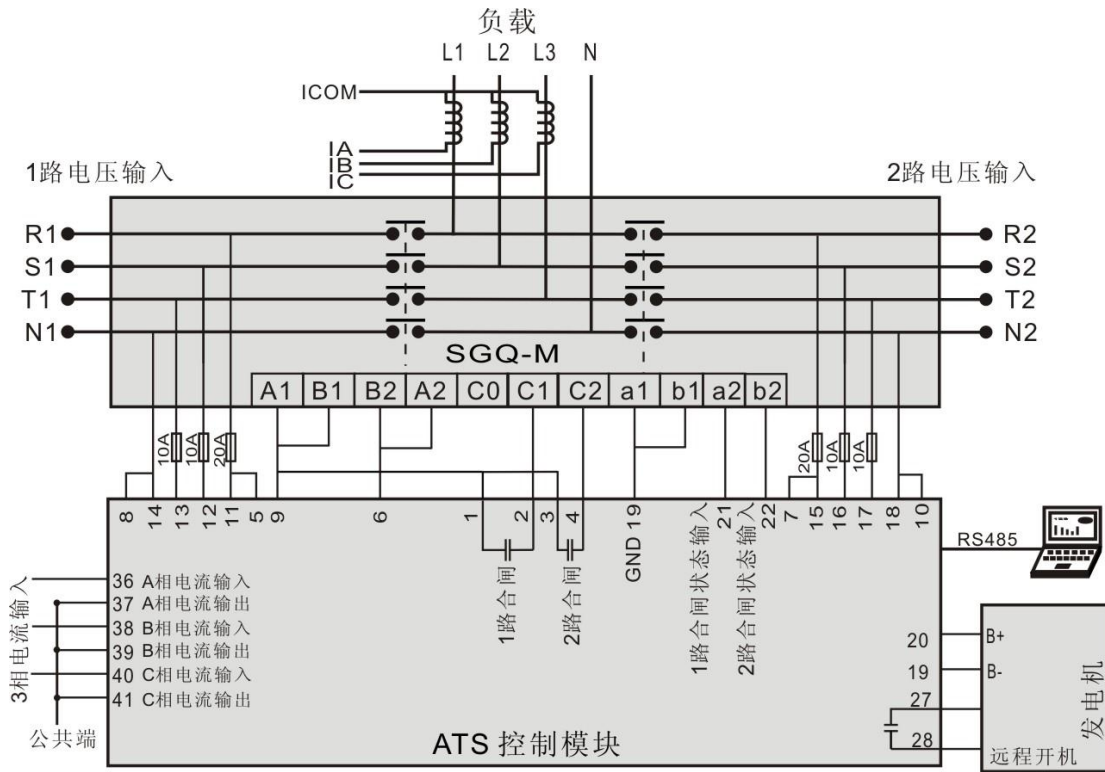 负载
L1 L2 L3 N
ICOM
IA
IB
IC
1路电压输入
2路电压输入
R1
R2
S1
S2
T1
T2
N1
N2
SGQ-M
A1 B1 B2 A2 C0 C1 C2 a1 b1 a2 b2
10A 10A 20A
20A 10A 10A
8 14 13 12 11 5 9 6 1 2 3 4 GND 19 21 22 7 15 16 17 18 10
1路合闸
2路合闸
1路合闸状态输入
2路合闸状态输入
RS485
3相电流输入
36 A相电流输入
37 A相电流输出
38 B相电流输入
39 B相电流输出
40 C相电流输入
41 C相电流输出
公共端
ATS 控制模块
20
B+
19
B-
27
28
远程开机
发电机